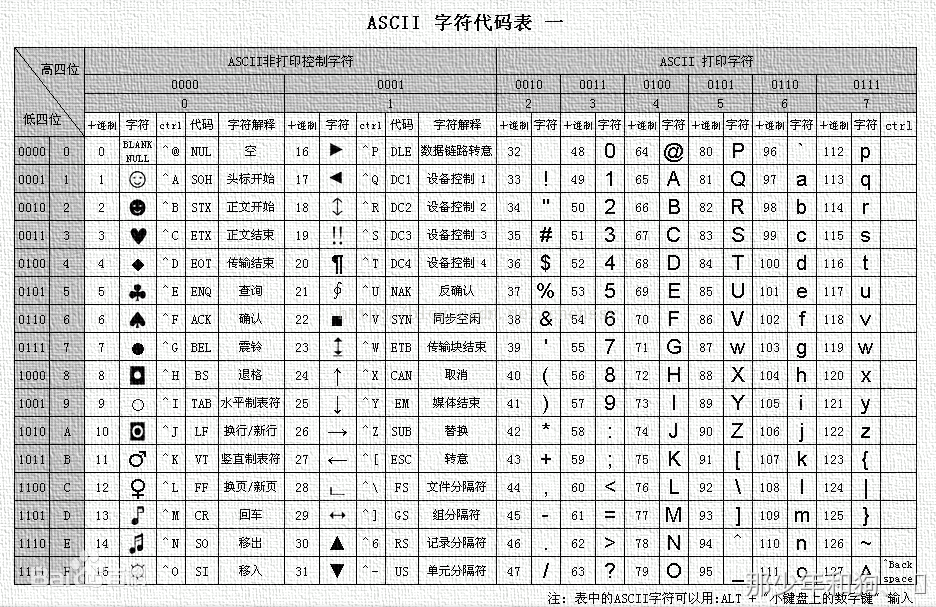 ASCII 字符代码表 一
高四位 ASCII非打印控制字符 ASCII 打印字符
0000 0001 0010 0011 0100 0101 0110 0111
低四位 0 1 2 3 4 5 6 7
十进制 字符 ctrl 代码 字符解释 十进制 字符 ctrl 代码 字符解释 十进制 字符 十进制 字符 十进制 字符 十进制 字符 十进制 字符 十进制 字符 ctrl
0000 0 0 BLANK NULL ^@ NUL 空 16 ► ^P DLE 数据链路转意 32 48 0 64 @ 80 P 96 ` 112 p
0001 1 1 ☺ ^A SOH 头标开始 17 ◄ ^Q DC1 设备控制 1 33 ! 49 1 65 A 81 Q 97 a 113 q
0010 2 2 ☻ ^B STX 正文开始 18 ↕ ^R DC2 设备控制 2 34 " 50 2 66 B 82 R 98 b 114 r
0011 3 3 ♥ ^C ETX 正文结束 19 ‼ ^S DC3 设备控制 3 35 # 51 3 67 C 83 S 99 c 115 s
0100 4 4 ♦ ^D EOT 传输结束 20 ¶ ^T DC4 设备控制 4 36 $ 52 4 68 D 84 T 100 d 116 t
0101 5 5 ♣ ^E ENQ 查询 21 ∮ ^U NAK 反确认 37 % 53 5 69 E 85 U 101 e 117 u
0110 6 6 ♠ ^F ACK 确认 22 ■ ^V SYN 同步空闲 38 & 54 6 70 F 86 V 102 f 118 v
0111 7 7 ● ^G BEL 震铃 23 ↨ ^W ETB 传输块结束 39 ' 55 7 71 G 87 w 103 g 119 w
1000 8 8 ◘ ^H BS 退格 24 ↑ ^X CAN 取消 40 ( 56 8 72 H 88 X 104 h 120 x
1001 9 9 ○ ^I TAB 水平制表符 25 ↓ ^Y EM 媒体结束 41 ) 57 9 73 I 89 Y 105 i 121 y
1010 A 10 ◙ ^J LF 换行/新行 26 → ^Z SUB 替换 42 * 58 : 74 J 90 Z 106 j 122 z
1011 B 11 ♂ ^K VT 竖直制表符 27 ← ^[ ESC 转意 43 + 59 ; 75 K 91 [ 107 k 123 {
1100 C 12 ♀ ^L FF 换页/新页 28 ∟ ^\ FS 文件分隔符 44 , 60 < 76 L 92 \ 108 l 124 |
1101 D 13 ♪ ^M CR 回车 29 ↔ ^] GS 组分隔符 45 - 61 = 77 M 93 ] 109 m 125 }
1110 E 14 ♫ ^N SO 移出 30 ▲ ^6 RS 记录分隔符 46 . 62 > 78 N 94 ^ 110 n 126 ~
1111 F 15 ☼ ^O SI 移入 31 ▼ ^- US 单元分隔符 47 / 63 ? 79 O 95 _ 111 o 127 ^Back space
注: 表中的ASCII字符可以用:ALT + "小键盘上的数字键" 输入